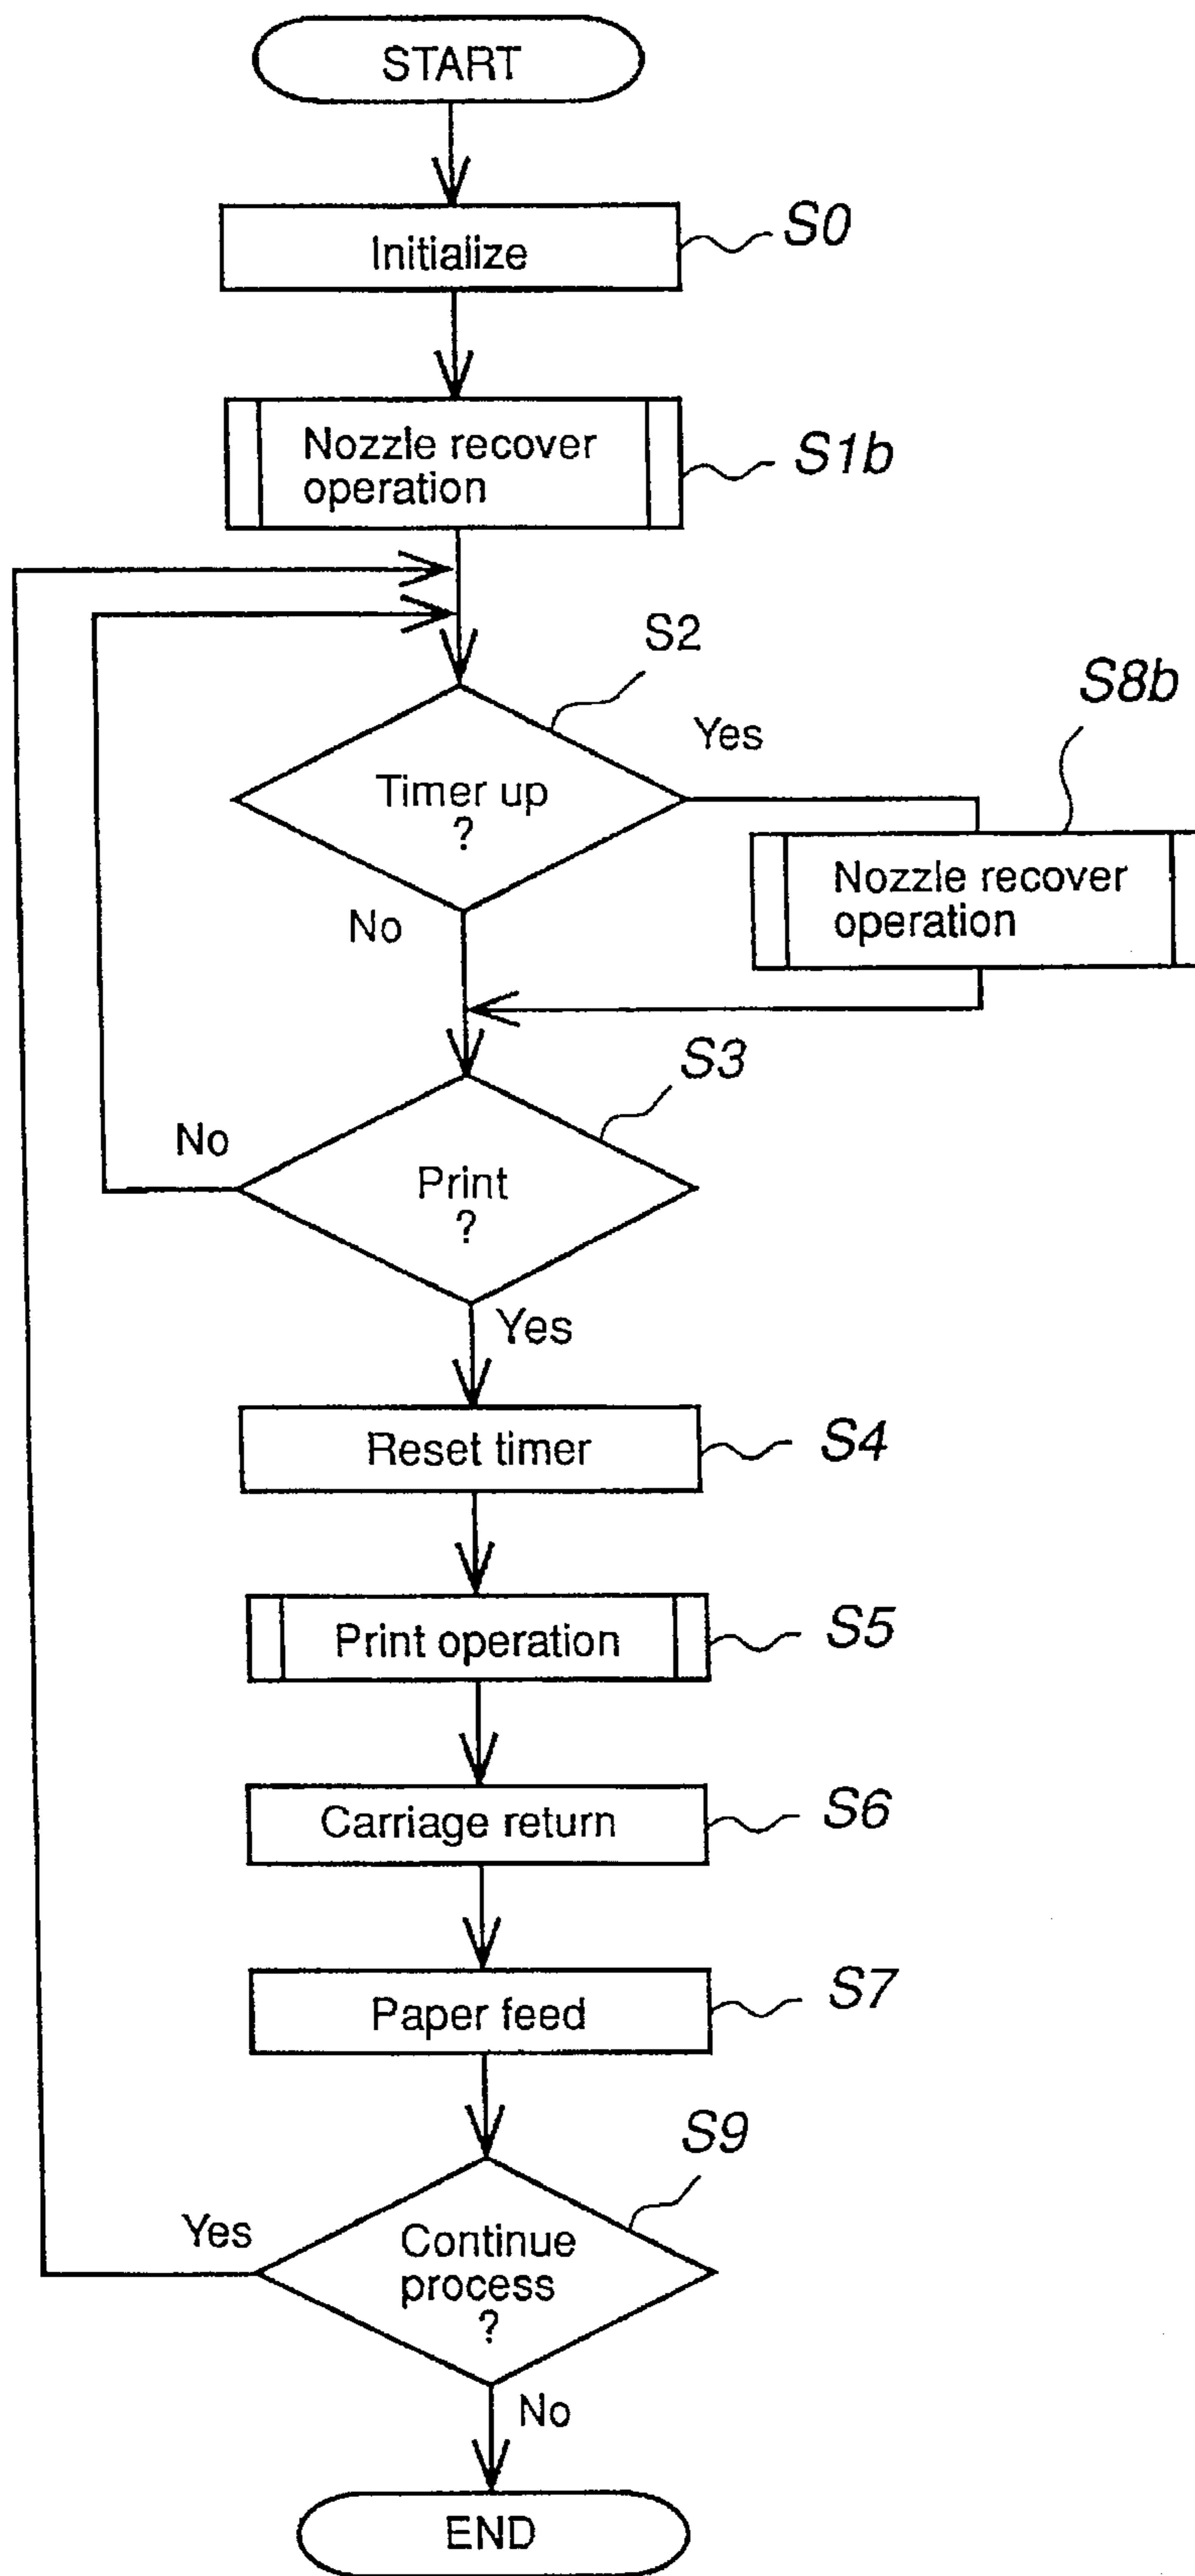 START
Initialize
S0
Nozzle recover
operation
S1b
S2
S8b
Yes
Timer up
?
Nozzle recover
operation
No
S3
No
Print
?
Yes
Reset timer
S4
Print operation
S5
Carriage return
S6
Paper feed
S7
S9
Yes
Continue
process
?
No
END